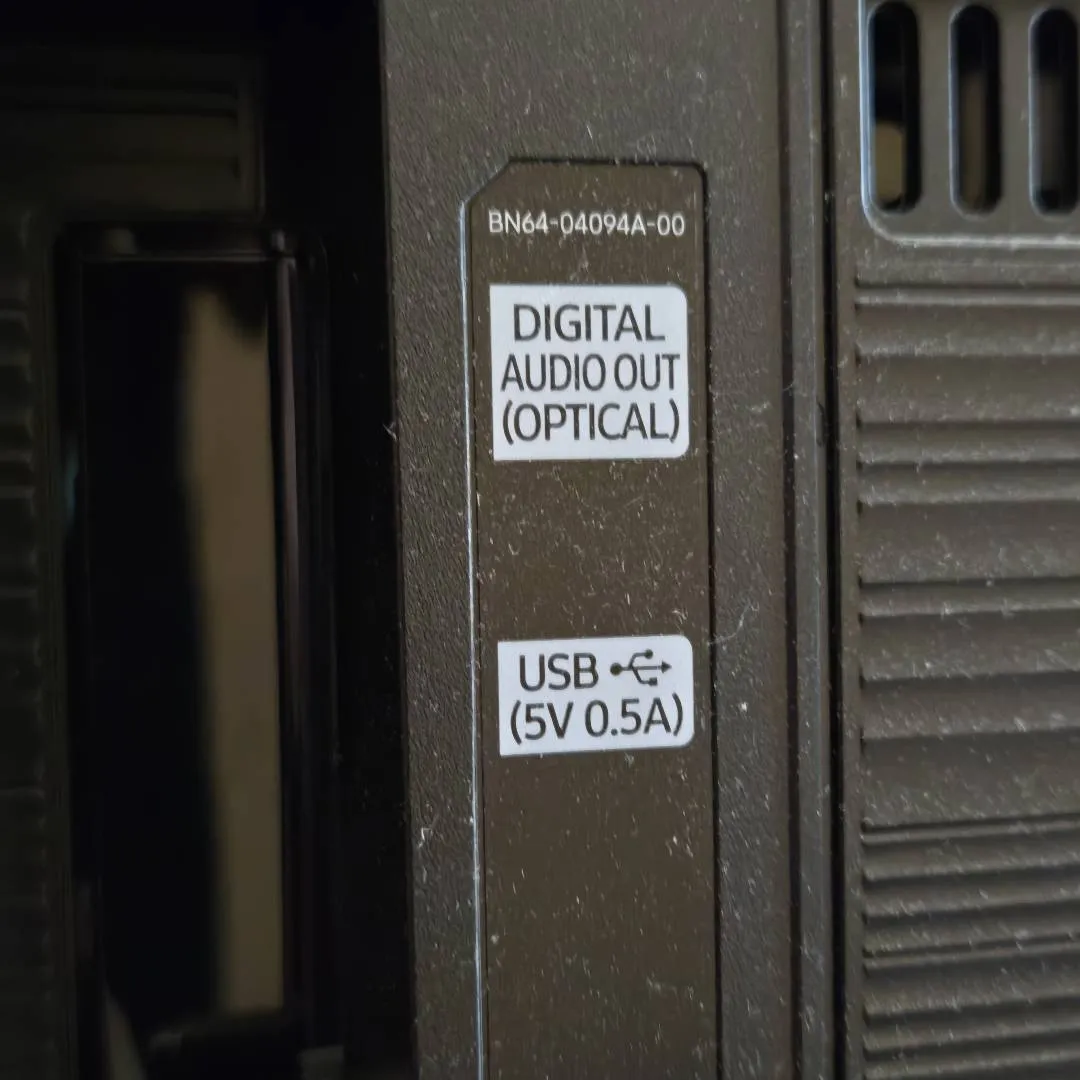 BN64-04094A-00
DIGITAL
AUDIO OUT
(OPTICAL)
USB
(5V 0.5A)